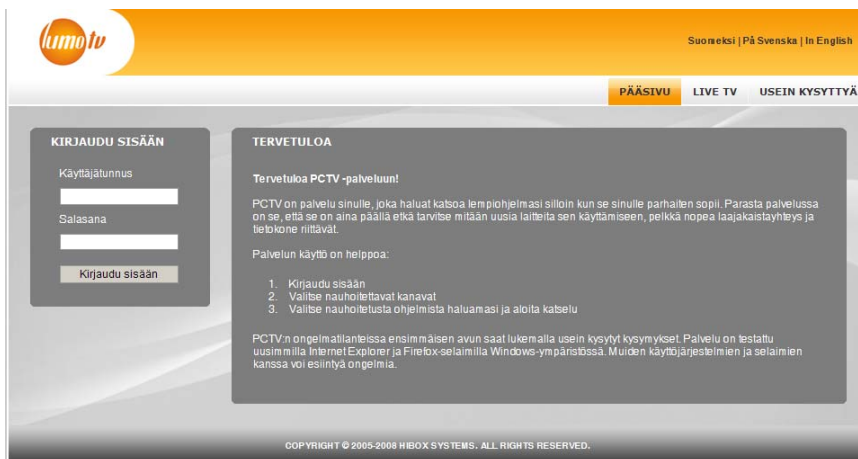 lumo tv
Suomeksi | På Svenska | In English
PÄÄSIVU LIVE TV USEIN KYSYTTYÄ
KIRJAUDU SISÄÄN
Käyttäjätunnus
Salasana
Kirjaudu sisään
TERVETULOA
Tervetuloa PCTV -palveluun!
PCTV on palvelu sinulle, joka haluat katsoa lempiohjelmasi silloin kun se sinulle parhaiten sopii. Parasta palvelussa
on se, että se on aina päällä etkä tarvitse mitään uusia laitteita sen käyttämiseen, pelkkä nopea laajakaistayhteys ja
tietokone riittävät.
Palvelun käyttö on helppoa:
1. Kirjaudu sisään
2. Valitse nauhoitettavat kanavat
3. Valitse nauhoitetusta ohjelmista haluamasi ja aloita katselu
PCTV:n ongelmatilanteissa ensimmäisen avun saat lukemalla usein kysytyt kysymykset. Palvelu on testattu
uusimmilla Internet Explorer ja Firefox-selaimilla Windows-ympäristössä. Muiden käyttöjärjestelmien ja selaimien
kanssa voi esiintyä ongelmia.
COPYRIGHT © 2005-2008 HIBOX SYSTEMS. ALL RIGHTS RESERVED.